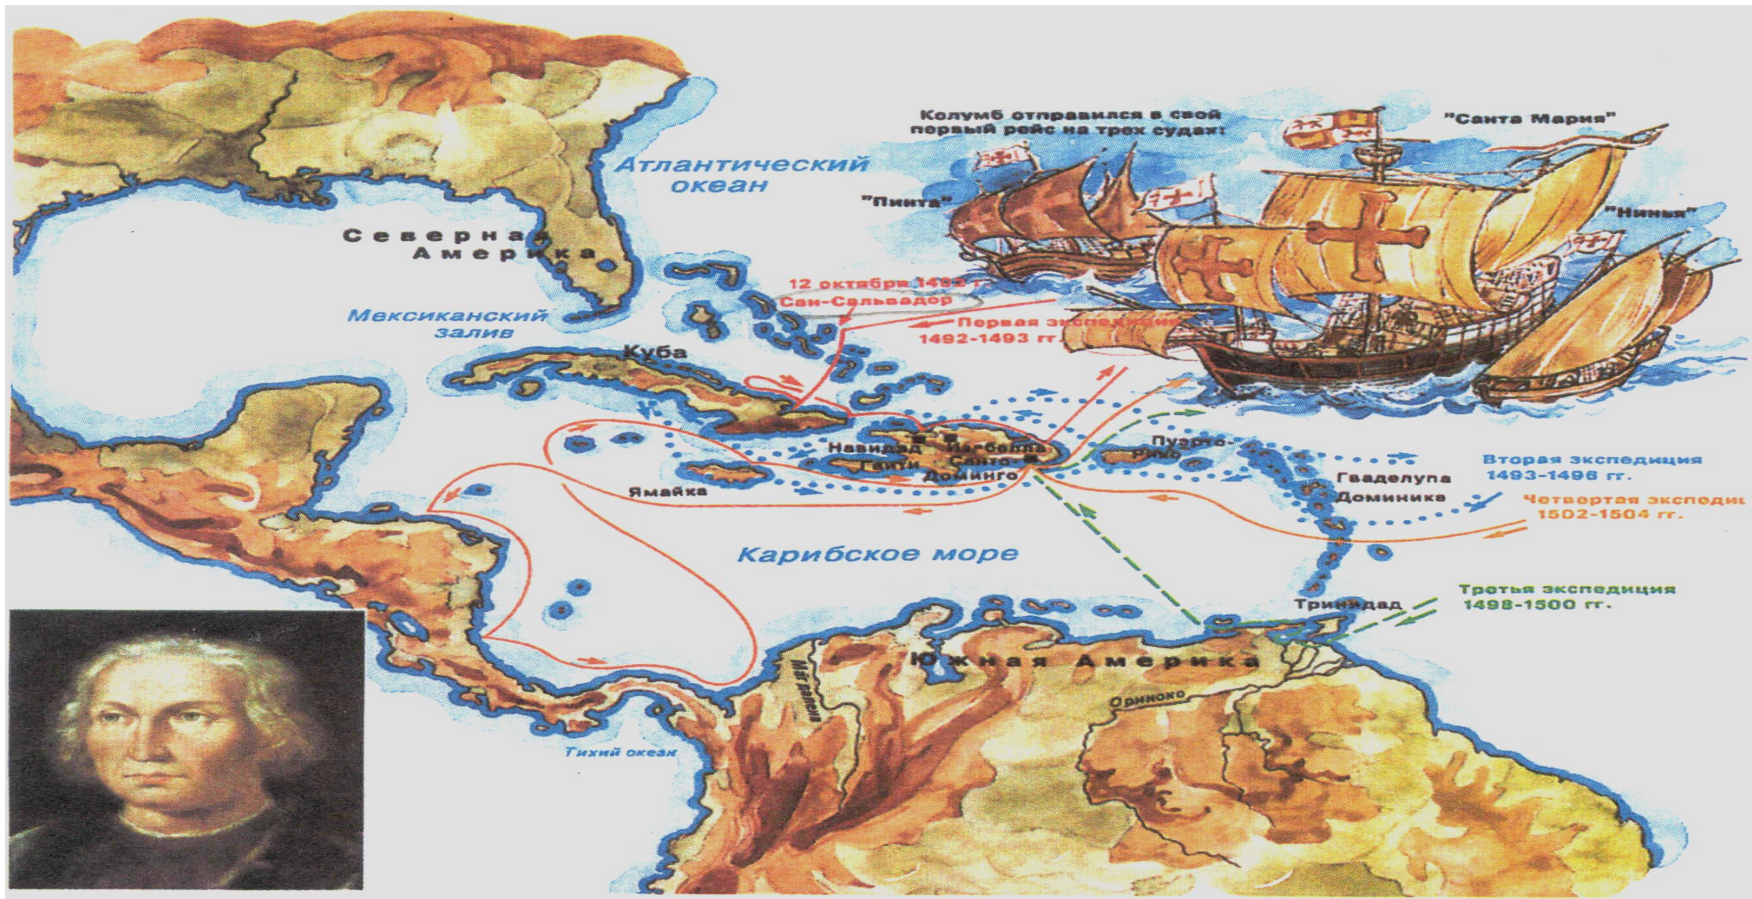 Колумб отправился в свой
первый рейс на трех судах:
"Санта Мария"
"Пинта"
"Нинья"
Атлантический
океан
Северная
Америка
12 октября 1492 г.
Сан-Сальвадор
Первая экспедиция
1492-1493 гг.
Мексиканский
залив
Куба
Навидад
Гаити
Изабелла
Санто-
Доминго
Пуэрто-
Рико
Ямайка
Гваделупа
Доминика
Вторая экспедиция
1493-1496 гг.
Четвертая экспедиц
1502-1504 гг.
Карибское море
Третья экспедиция
1498-1500 гг.
Тринидад
Южная Америка
Ориноко
Тихий океан